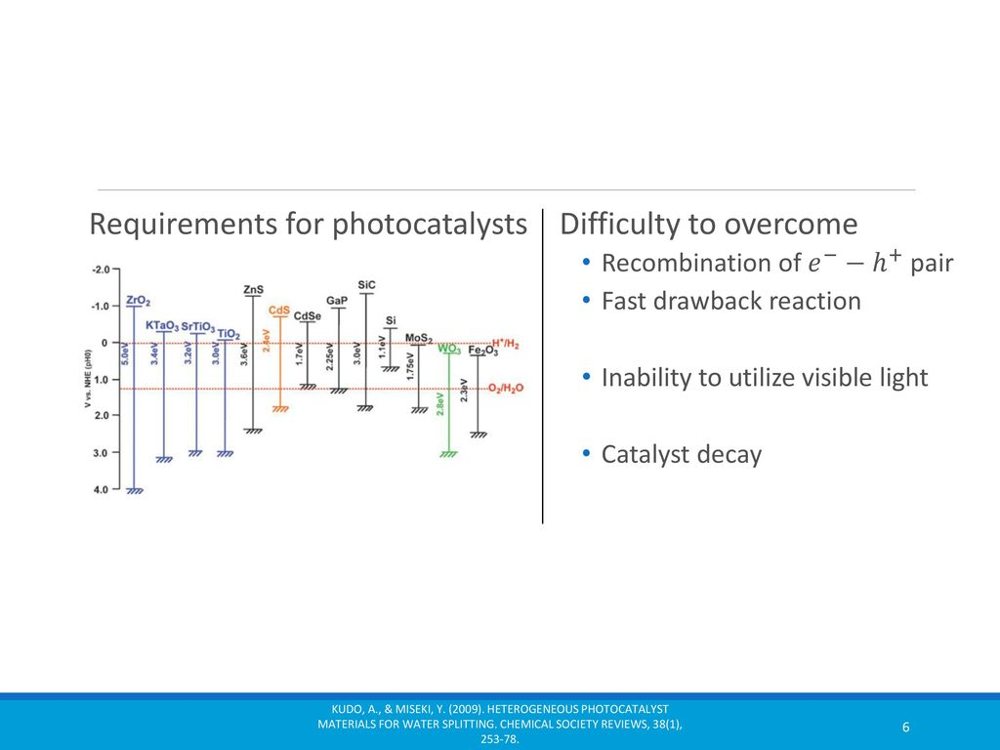 Requirements for photocatalysts
-2.0
-1.0
0
1.0
2.0
3.0
4.0
V vs. NHE (pH0)
ZrO₂
5.0eV
KTaO₃
3.4eV
SrTiO₃
3.2eV
TiO₂
3.0eV
ZnS
3.6eV
CdS
2.4eV
CdSe
1.7eV
GaP
2.25eV
SiC
3.0eV
Si
1.1eV
MoS₂
1.75eV
WO₃
2.8eV
Fe₂O₃
2.3eV
H⁺/H₂
O₂/H₂O
Difficulty to overcome
• Recombination of e⁻ − h⁺ pair
• Fast drawback reaction
• Inability to utilize visible light
• Catalyst decay
KUDO, A., & MISEKI, Y. (2009). HETEROGENEOUS PHOTOCATALYST
MATERIALS FOR WATER SPLITTING. CHEMICAL SOCIETY REVIEWS, 38(1),
253-78.
6